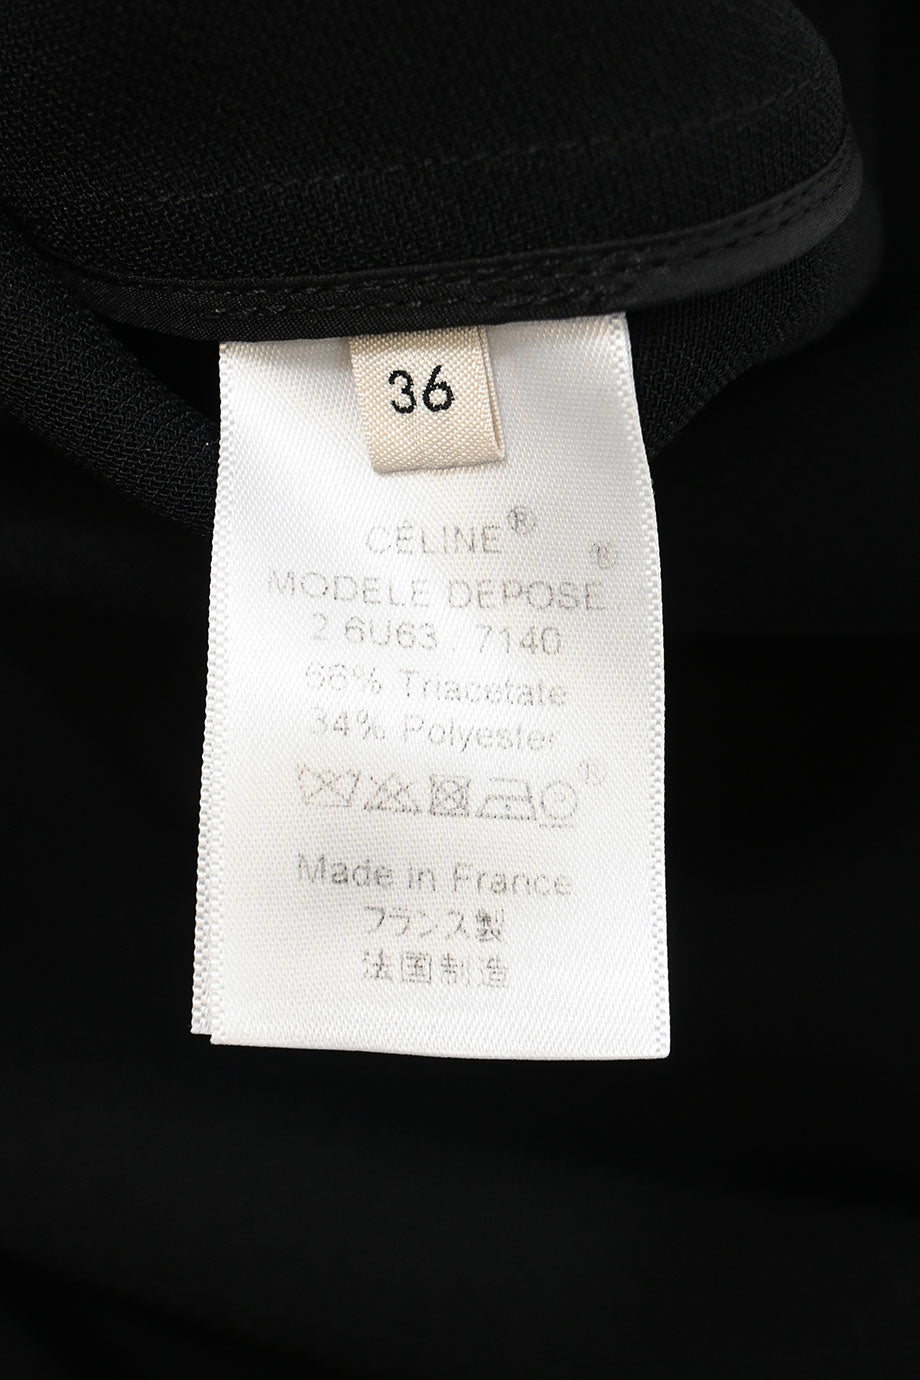 36
CÉLINE®
MODELE DEPOSE®
2 6U63 . 7140
66% Triacetate
34% Polyester
®
Made in France
フランス製
法国制造